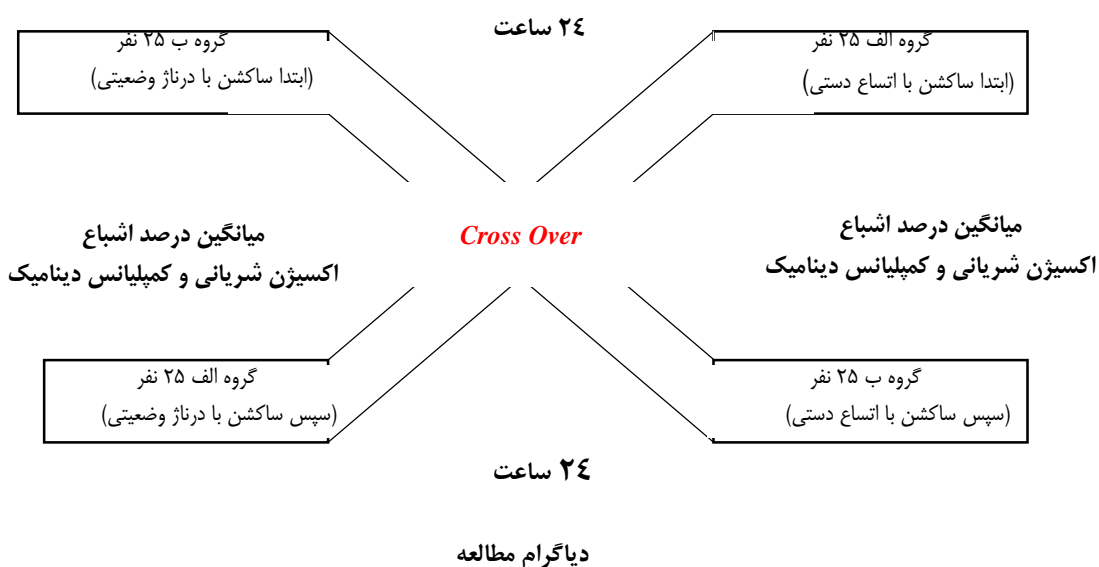 ٢٤ ساعت
گروه الف ۲۵ نفر
(ابتدا ساکشن با اتساع دستی)
گروه ب ۲۵ نفر
(ابتدا ساکشن با درناژ وضعیتی)
میانگین درصد اشباع
اکسیژن شریانی و کمپلیانس دینامیک
Cross Over
میانگین درصد اشباع
اکسیژن شریانی و کمپلیانس دینامیک
گروه ب ۲۵ نفر
(سپس ساکشن با اتساع دستی)
گروه الف ۲۵ نفر
(سپس ساکشن با درناژ وضعیتی)
٢٤ ساعت
دیاگرام مطالعه